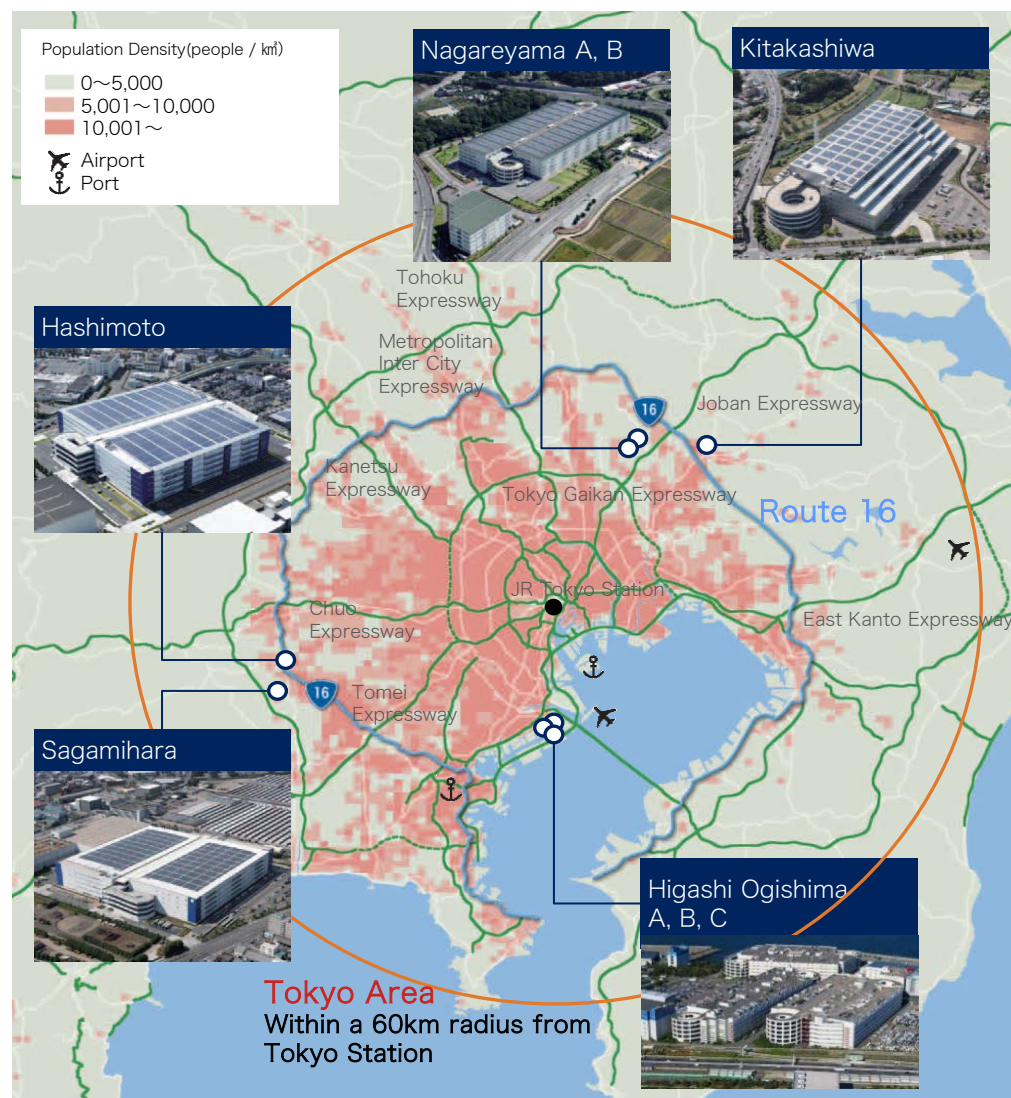 Population Density(people / ㎢)
0～5,000
5,001～10,000
10,001～
Airport
Port
Nagareyama A, B
Kitakashiwa
Tohoku
Expressway
Hashimoto
Metropolitan
Inter City
Expressway
16
Joban Expressway
Kanetsu
Expressway
Tokyo Gaikan Expressway
Route 16
JR Tokyo Station
Chuo
Expressway
East Kanto Expressway
16
Tomei
Expressway
Sagamihara
Higashi Ogishima
A, B, C
Tokyo Area
Within a 60km radius from
Tokyo Station